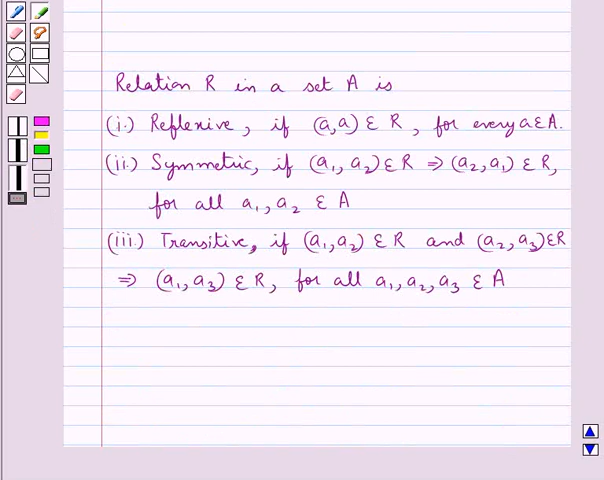 Relation R in a set A is
(i.) Reflexive, if (a,a) ∈ R, for every a ∈ A.
(ii.) Symmetric, if (a₁, a₂) ∈ R ⇒ (a₂, a₁) ∈ R,
for all a₁, a₂ ∈ A
(iii.) Transitive, if (a₁, a₂) ∈ R and (a₂, a₃) ∈ R
⇒ (a₁, a₃) ∈ R, for all a₁, a₂, a₃ ∈ A